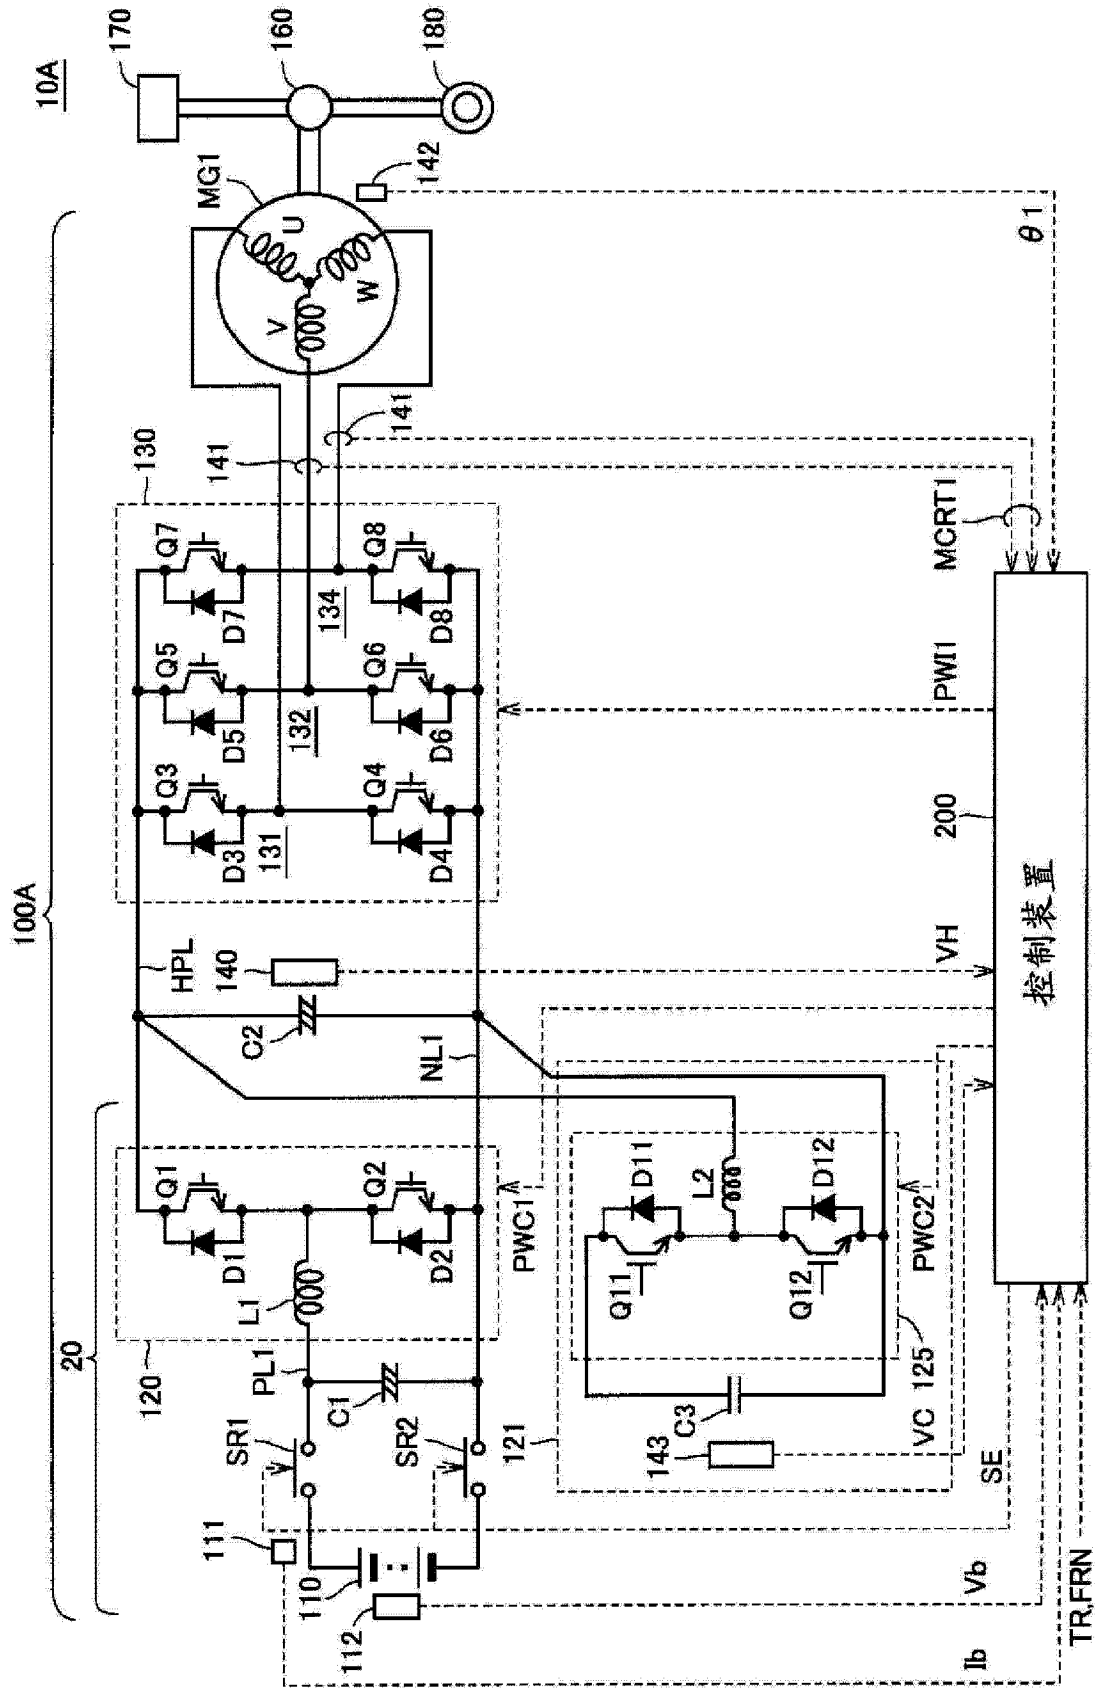 10A
100A
20
170
160
180
MG1
142
U
V
W
θ1
141
141
130
MCRT1
Q7
D7
Q8
D8
134
Q5
D5
Q6
D6
132
Q3
D3
Q4
D4
131
PWI1
200
控制装置
HPL
140
C2
VH
NL1
Q1
D1
Q2
D2
L1
PWC1
120
PL1
C1
SR1
SR2
D11
L2
D12
Q11
Q12
PWC2
125
C3
VC
121
143
SE
111
110
112
Vb
Ib
TR,FRN